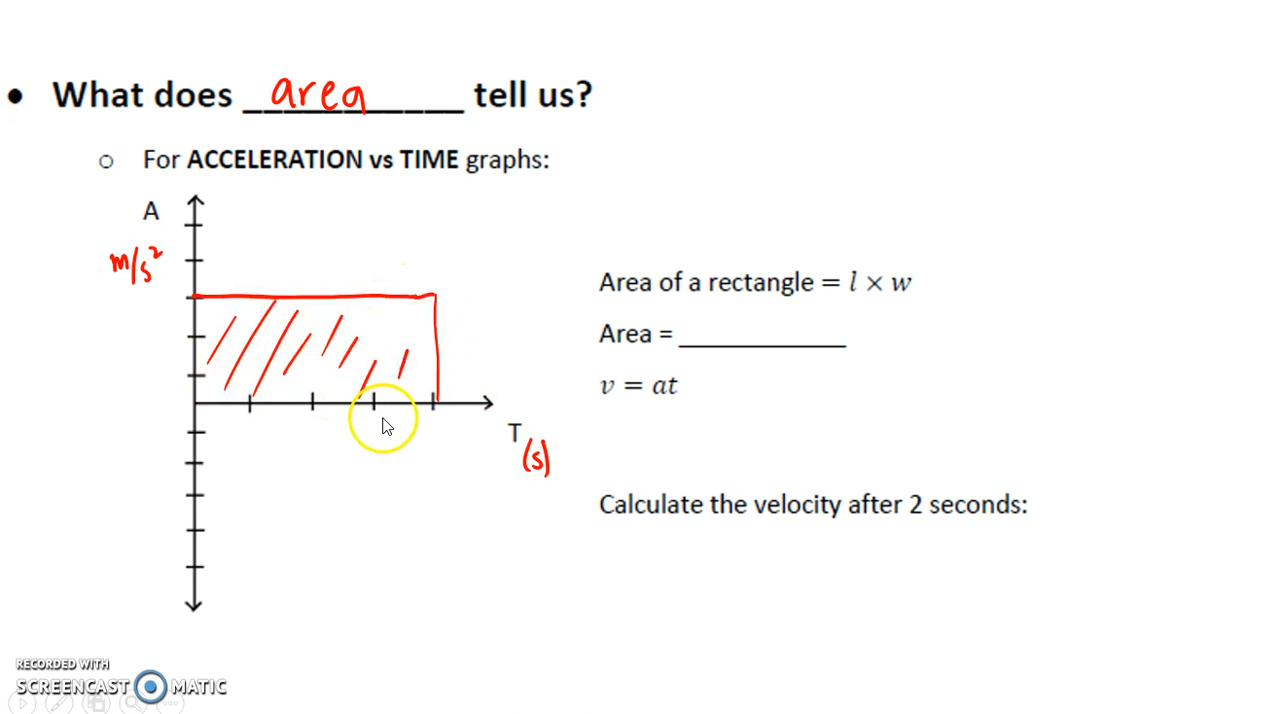 • What does area tell us?
o For ACCELERATION vs TIME graphs:
A
m/s²
T
(s)
Area of a rectangle = l × w
Area = __________
v = at
Calculate the velocity after 2 seconds:
RECORDED WITH
SCREENCAST MATIC